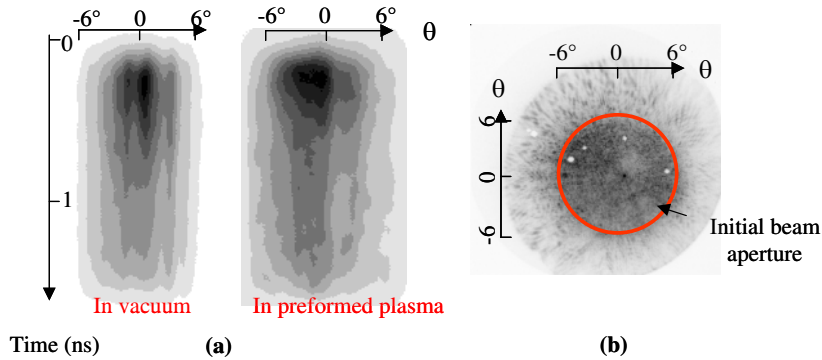 -6° 0 6° -6° 0 6° θ
0
1
In vacuum In preformed plasma
Time (ns) (a)
-6° 0 6° θ
θ
6
0
-6
Initial beam
aperture
(b)